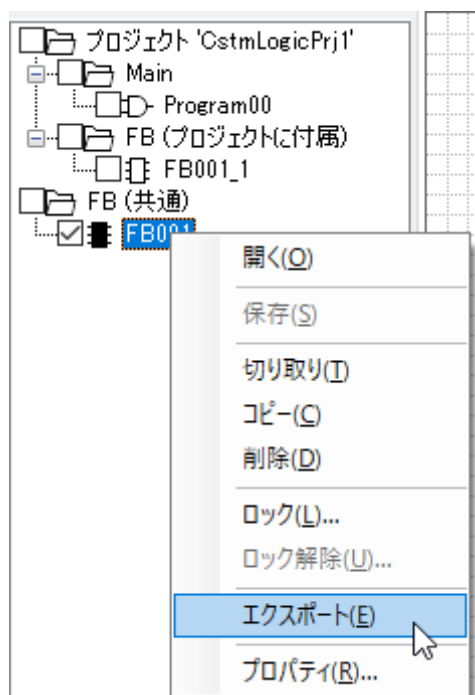 プロジェクト 'CstmLogicPrj1'
Main
Program00
FB (プロジェクトに付属)
FB001_1
FB (共通)
FB001
開く(O)
保存(S)
切り取り(T)
コピー(C)
削除(D)
ロック(L)...
ロック解除(U)...
エクスポート(E)
プロパティ(R)...